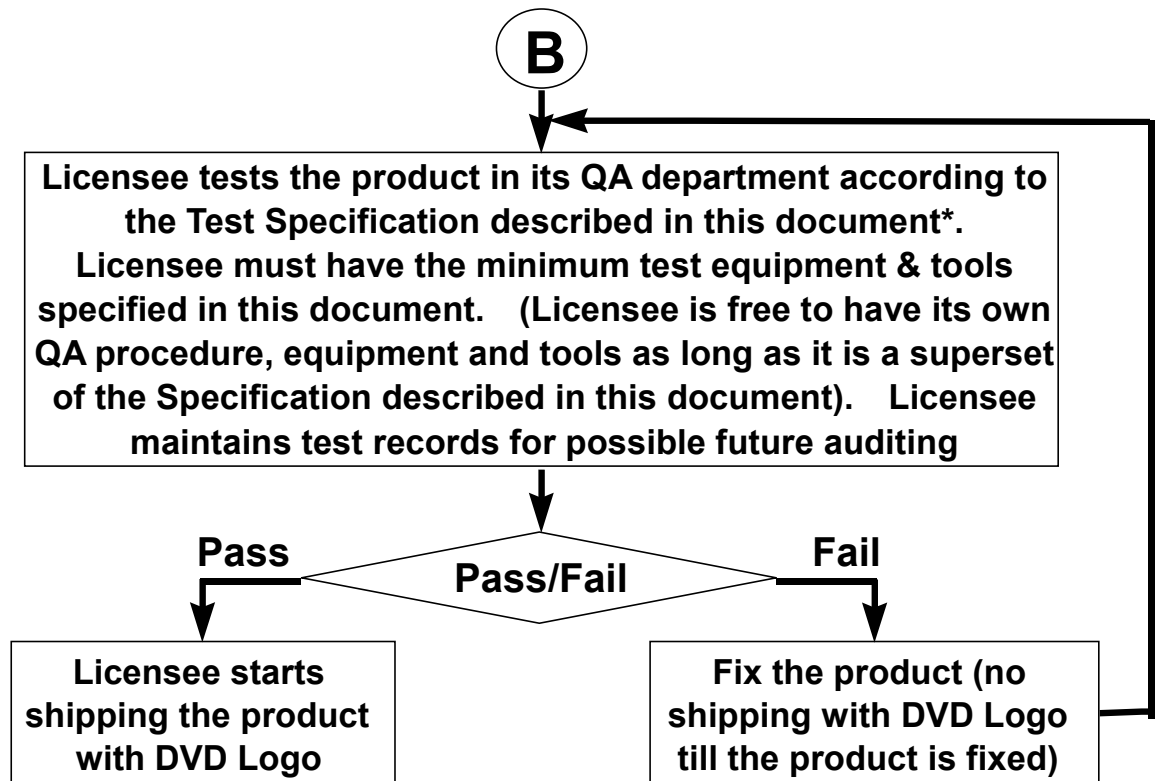 B
Licensee tests the product in its QA department according to
the Test Specification described in this document*.
Licensee must have the minimum test equipment & tools
specified in this document. (Licensee is free to have its own
QA procedure, equipment and tools as long as it is a superset
of the Specification described in this document). Licensee
maintains test records for possible future auditing
Pass
Pass/Fail
Fail
Licensee starts
shipping the product
with DVD Logo
Fix the product (no
shipping with DVD Logo
till the product is fixed)